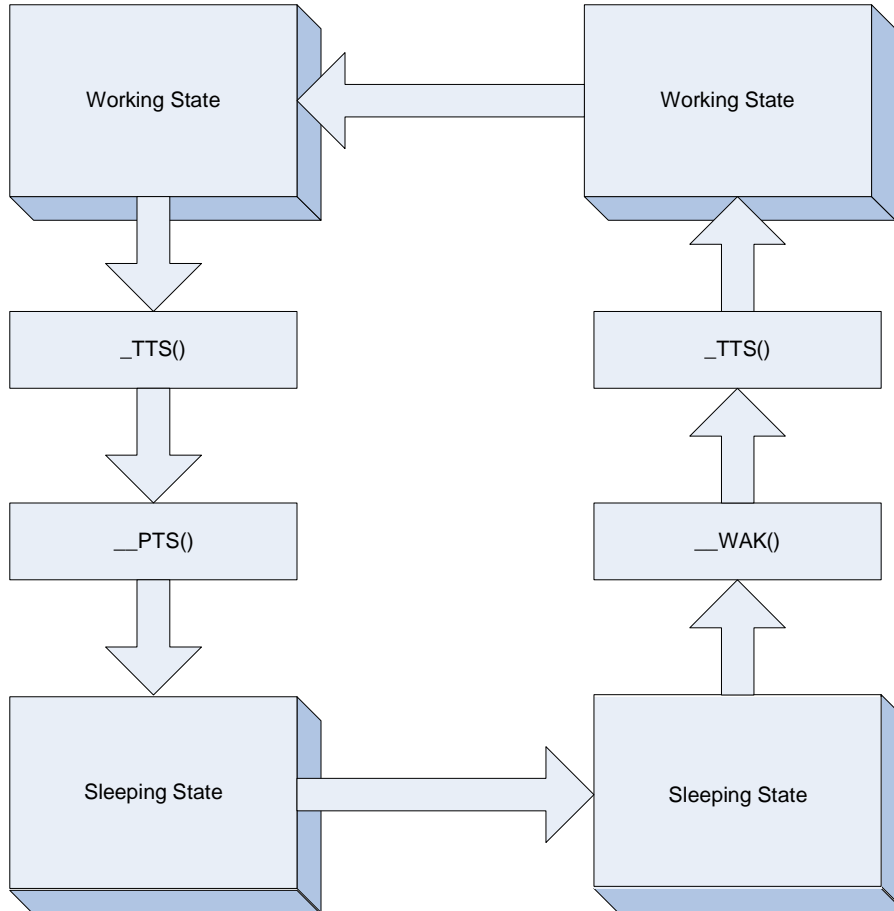 Working State
Working State
_TTS()
_TTS()
__PTS()
__WAK()
Sleeping State
Sleeping State